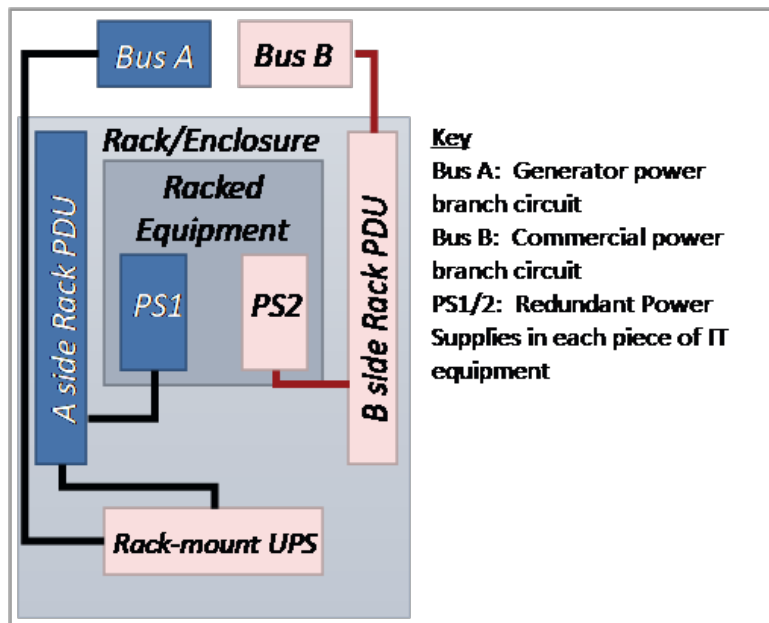 Bus A
Bus B
Rack/Enclosure
Racked
Equipment
A side Rack PDU
PS1
PS2
B side Rack PDU
Rack-mount UPS
Key
Bus A:  Generator power
branch circuit
Bus B:  Commercial power
branch circuit
PS1/2:  Redundant Power
Supplies in each piece of IT
equipment